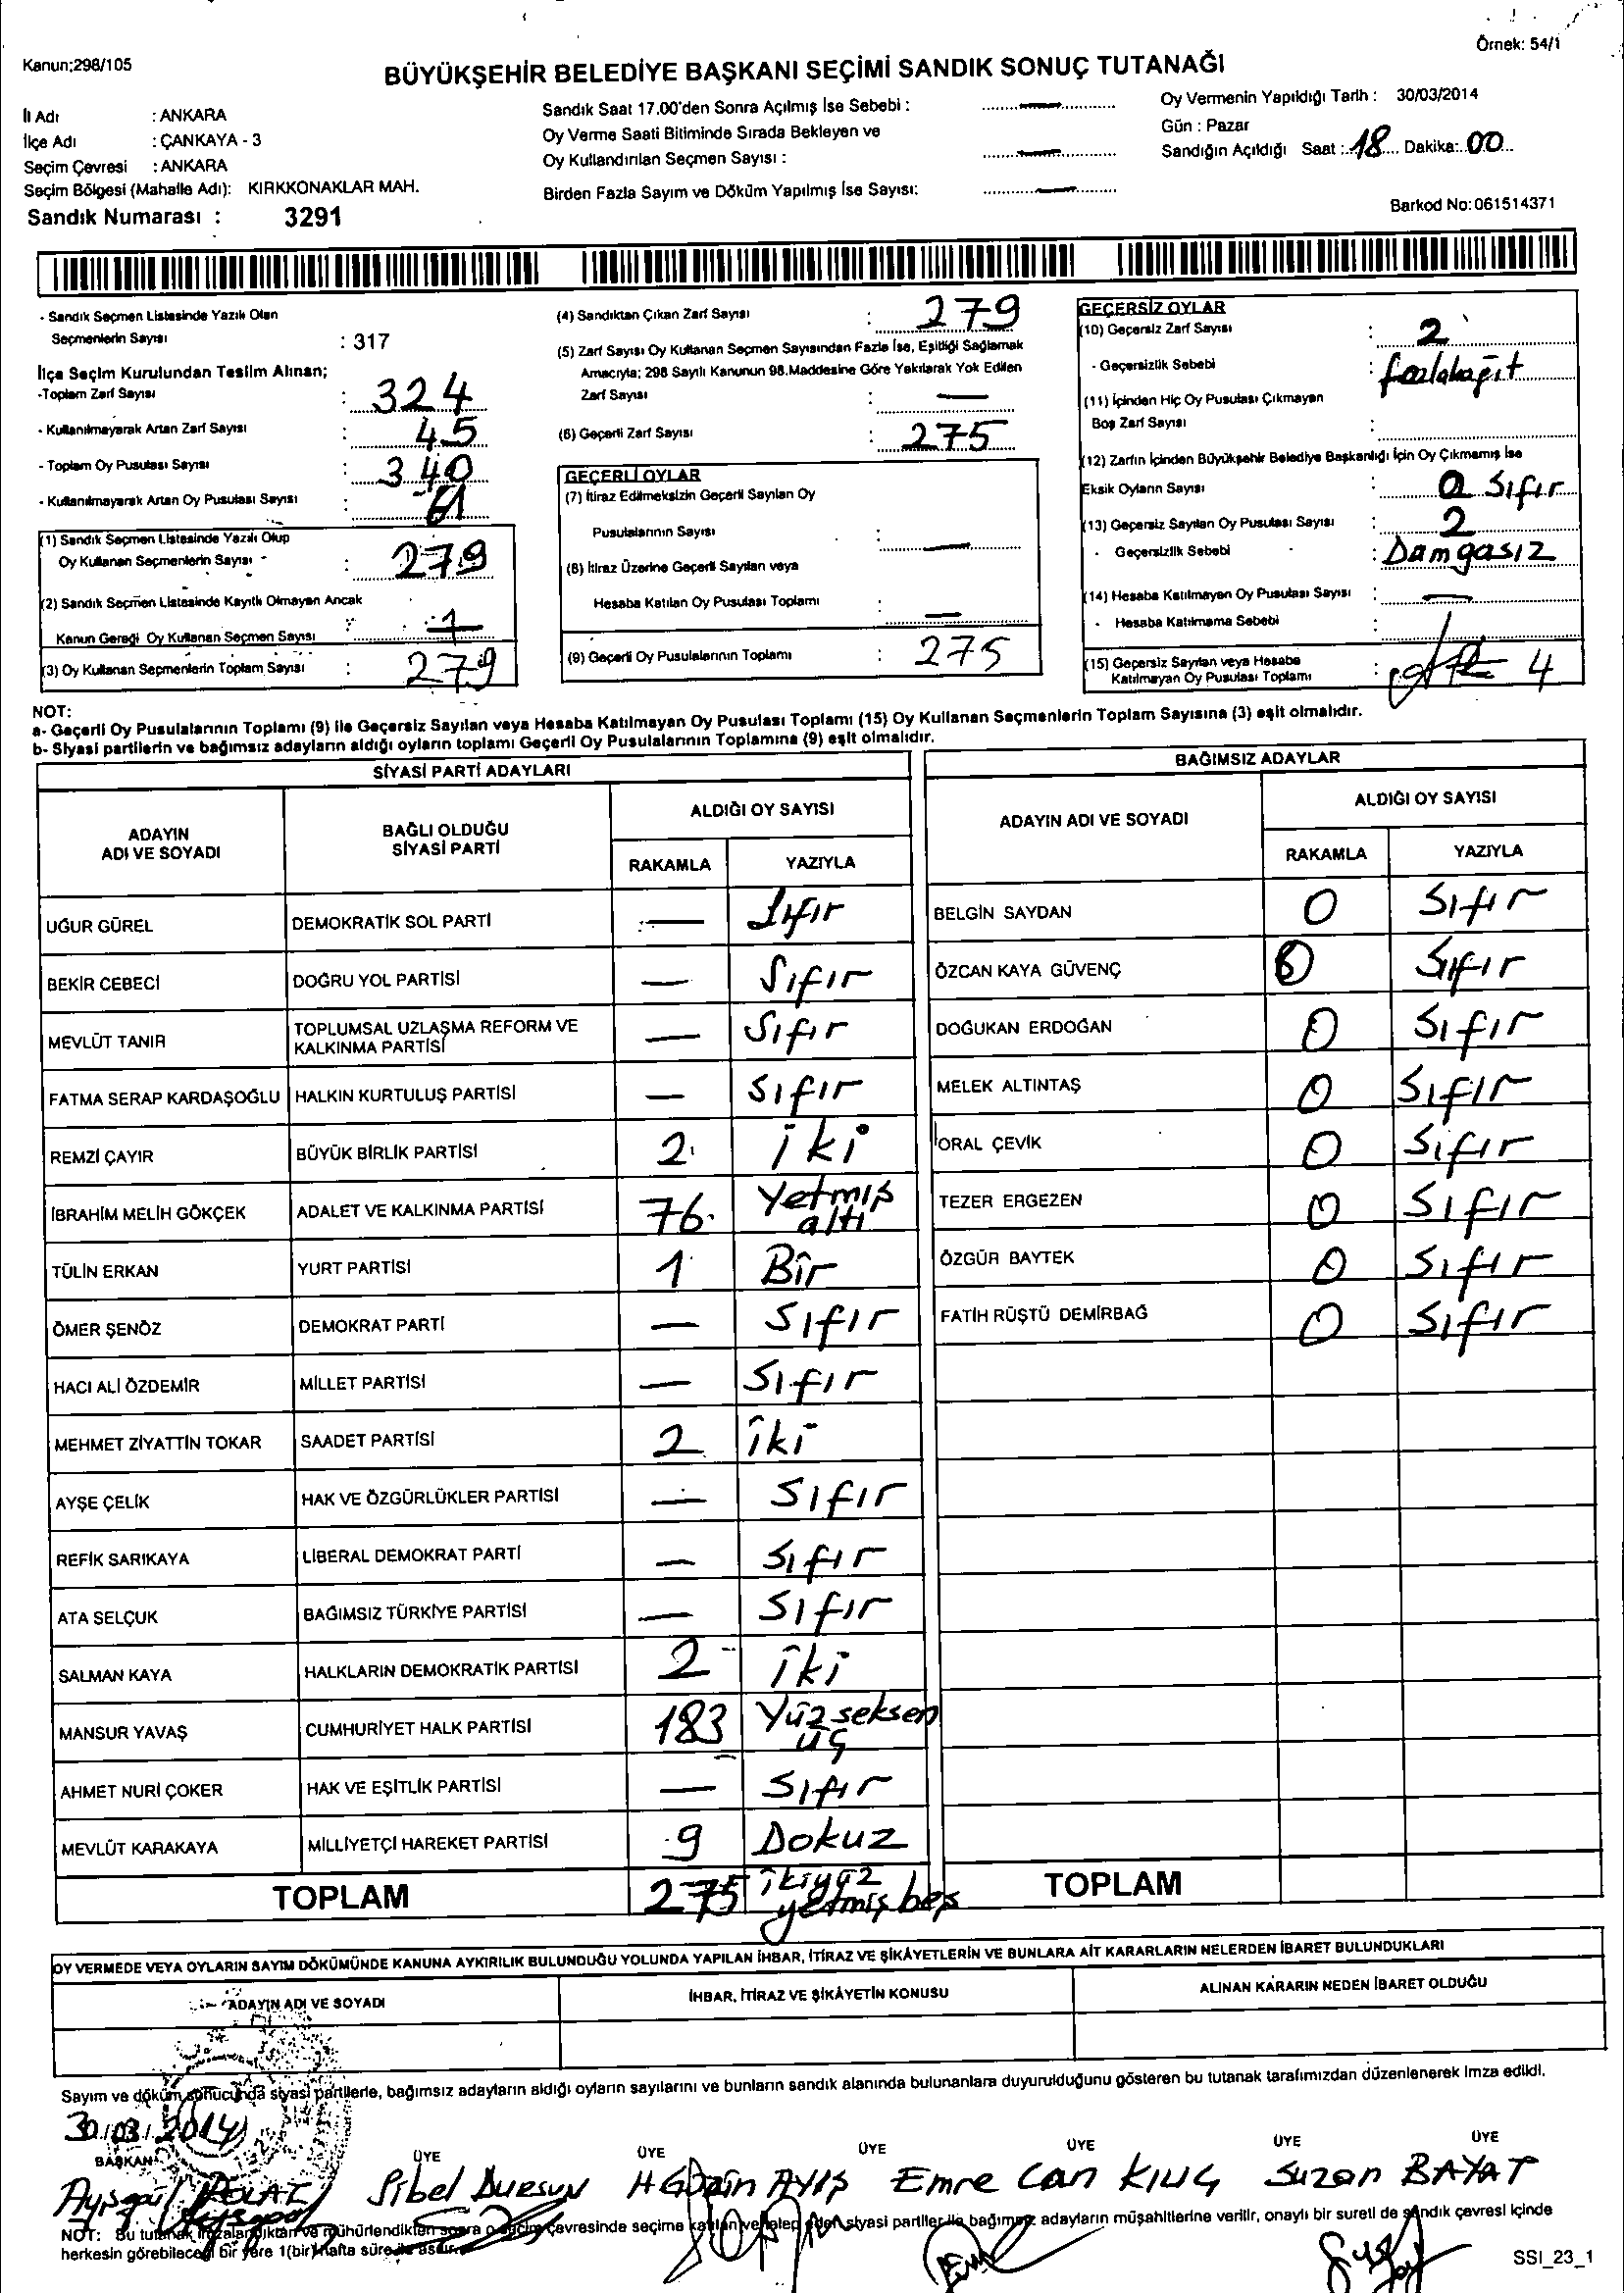 Örnek: 54/1
Kanun;298/105
BÜYÜKŞEHİR BELEDİYE BAŞKANI SEÇİMİ SANDIK SONUÇ TUTANAĞI
İl Adı : ANKARA
İlçe Adı : ÇANKAYA - 3
Seçim Çevresi : ANKARA
Seçim Bölgesi (Mahalle Adı): KIRKKONAKLAR MAH.
Sandık Numarası : 3291
Sandık Saat 17.00'den Sonra Açılmış İse Sebebi : —
Oy Verme Saati Bitiminde Sırada Bekleyen ve
Oy Kullandırılan Seçmen Sayısı : —
Birden Fazla Sayım ve Döküm Yapılmış İse Sayısı: —
Oy Vermenin Yapıldığı Tarih : 30/03/2014
Gün : Pazar
Sandığın Açıldığı Saat : 18 Dakika: 00
Barkod No: 061514371
- Sandık Seçmen Listesinde Yazılı Olan
Seçmenlerin Sayısı : 317
İlçe Seçim Kurulundan Teslim Alınan;
-Toplam Zarf Sayısı : 324
- Kullanılmayarak Artan Zarf Sayısı : 45
- Toplam Oy Pusulası Sayısı : 340
- Kullanılmayarak Artan Oy Pusulası Sayısı : 61
(1) Sandık Seçmen Listesinde Yazılı Olup
Oy Kullanan Seçmenlerin Sayısı : 279
(2) Sandık Seçmen Listesinde Kayıtlı Olmayan Ancak
Kanun Gereği Oy Kullanan Seçmen Sayısı :
(3) Oy Kullanan Seçmenlerin Toplam Sayısı : 279
(4) Sandıktan Çıkan Zarf Sayısı : 279
(5) Zarf Sayısı Oy Kullanan Seçmen Sayısından Fazla İse, Eşitliği Sağlamak
Amacıyla; 298 Sayılı Kanunun 98.Maddesine Göre Yakılarak Yok Edilen
Zarf Sayısı : —
(6) Geçerli Zarf Sayısı : 275
GEÇERLİ OYLAR
(7) İtiraz Edilmeksizin Geçerli Sayılan Oy
Pusulalarının Sayısı : —
(8) İtiraz Üzerine Geçerli Sayılan veya
Hesaba Katılan Oy Pusulası Toplamı : —
(9) Geçerli Oy Pusulalarının Toplamı : 275
GEÇERSİZ OYLAR
(10) Geçersiz Zarf Sayısı : 2
- Geçersizlik Sebebi : fazlakağıt
(11) İçinden Hiç Oy Pusulası Çıkmayan
Boş Zarf Sayısı :
(12) Zarfın İçinden Büyükşehir Belediye Başkanlığı İçin Oy Çıkmamış İse
Eksik Oyların Sayısı : 0 Sıfır
(13) Geçersiz Sayılan Oy Pusulası Sayısı : 2
- Geçersizlik Sebebi : Damgasız
(14) Hesaba Katılmayan Oy Pusulası Sayısı : —
- Hesaba Katılmama Sebebi :
(15) Geçersiz Sayılan veya Hesaba
Katılmayan Oy Pusulası Toplamı : 4
NOT:
a- Geçerli Oy Pusulalarının Toplamı (9) ile Geçersiz Sayılan veya Hesaba Katılmayan Oy Pusulası Toplamı (15) Oy Kullanan Seçmenlerin Toplam Sayısına (3) eşit olmalıdır.
b- Siyasi partilerin ve bağımsız adayların aldığı oyların toplamı Geçerli Oy Pusulalarının Toplamına (9) eşit olmalıdır.
SİYASİ PARTİ ADAYLARI
ADAYIN ADI VE SOYADI BAĞLI OLDUĞU SİYASİ PARTİ ALDIĞI OY SAYISI
RAKAMLA YAZIYLA
UĞUR GÜREL DEMOKRATİK SOL PARTİ — Sıfır
BEKİR CEBECİ DOĞRU YOL PARTİSİ — Sıfır
MEVLÜT TANIR TOPLUMSAL UZLAŞMA REFORM VE KALKINMA PARTİSİ — Sıfır
FATMA SERAP KARDAŞOĞLU HALKIN KURTULUŞ PARTİSİ — Sıfır
REMZİ ÇAYIR BÜYÜK BİRLİK PARTİSİ 2 iki
İBRAHİM MELİH GÖKÇEK ADALET VE KALKINMA PARTİSİ 76 Yetmiş altı
TÜLİN ERKAN YURT PARTİSİ 1 Bir
ÖMER ŞENÖZ DEMOKRAT PARTİ — Sıfır
HACI ALİ ÖZDEMİR MİLLET PARTİSİ — Sıfır
MEHMET ZİYATTİN TOKAR SAADET PARTİSİ 2 iki
AYŞE ÇELİK HAK VE ÖZGÜRLÜKLER PARTİSİ — Sıfır
REFİK SARIKAYA LİBERAL DEMOKRAT PARTİ — Sıfır
ATA SELÇUK BAĞIMSIZ TÜRKİYE PARTİSİ — Sıfır
SALMAN KAYA HALKLARIN DEMOKRATİK PARTİSİ 2 iki
MANSUR YAVAŞ CUMHURİYET HALK PARTİSİ 183 Yüz seksen üç
AHMET NURİ ÇOKER HAK VE EŞİTLİK PARTİSİ — Sıfır
MEVLÜT KARAKAYA MİLLİYETÇİ HAREKET PARTİSİ 9 Dokuz
TOPLAM 275 ikiyüz yetmiş beş
BAĞIMSIZ ADAYLAR
ADAYIN ADI VE SOYADI ALDIĞI OY SAYISI
RAKAMLA YAZIYLA
BELGİN SAYDAN 0 Sıfır
ÖZCAN KAYA GÜVENÇ 0 Sıfır
DOĞUKAN ERDOĞAN 0 Sıfır
MELEK ALTINTAŞ 0 Sıfır
ORAL ÇEVİK 0 Sıfır
TEZER ERGEZEN 0 Sıfır
ÖZGÜR BAYTEK 0 Sıfır
FATİH RÜŞTÜ DEMİRBAĞ 0 Sıfır
TOPLAM
OY VERMEDE VEYA OYLARIN SAYIM DÖKÜMÜNDE KANUNA AYKIRILIK BULUNDUĞU YOLUNDA YAPILAN İHBAR, İTİRAZ VE ŞİKÂYETLERİN VE BUNLARA AİT KARARLARIN NELERDEN İBARET BULUNDUKLARI
ADAYIN ADI VE SOYADI İHBAR, İTİRAZ VE ŞİKÂYETİN KONUSU ALINAN KARARIN NEDEN İBARET OLDUĞU
Sayım ve döküm sonucunda siyasi partilerle, bağımsız adayların aldığı oyların sayılarını ve bunların sandık alanında bulunanlara duyurulduğunu gösteren bu tutanak tarafımızdan düzenlenerek imza edildi.
30/03/2014
BAŞKAN ÜYE ÜYE ÜYE ÜYE ÜYE ÜYE
Ayşegül POLAT Sibel Dursun H Gözin AYIŞ Emre Can KILIÇ Suzan BAYAT
NOT: Bu tutanak imzalandıktan ve mühürlendikten sonra o seçim çevresinde seçime katılan ve talep eden siyasi partiler ile bağımsız adayların müşahitlerine verilir, onaylı bir sureti de sandık çevresi içinde
herkesin görebileceği bir yere 1(bir) hafta süre ile asılır.
SSI_23_1